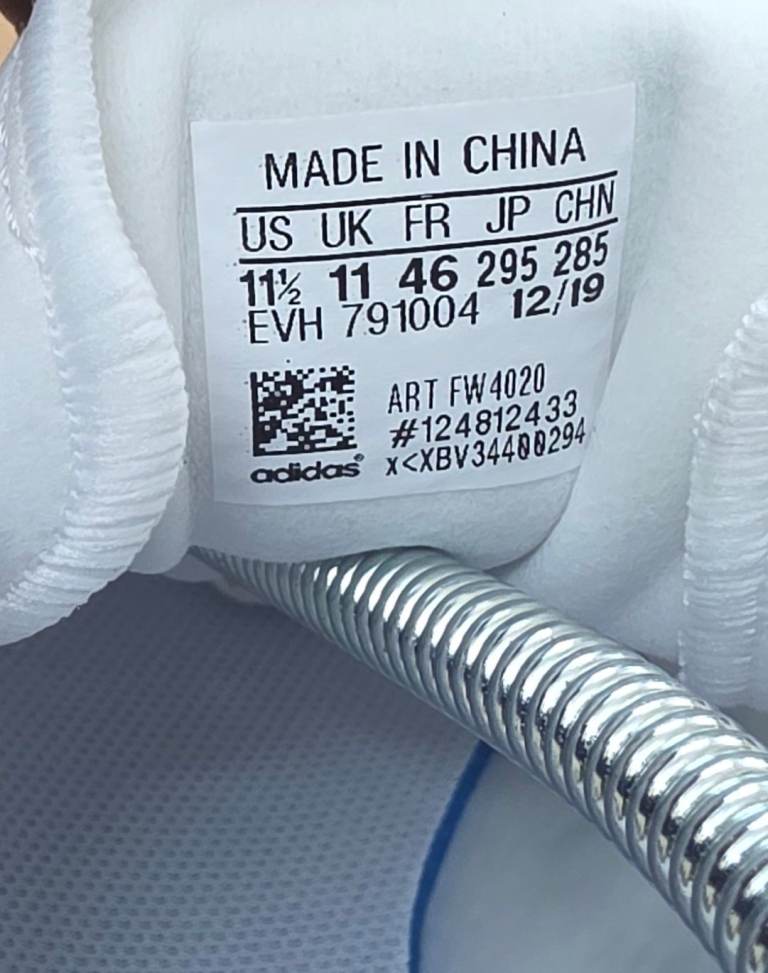 MADE IN CHINA
US UK FR JP CHN
11½ 11 46 295 285
EVH 791004 12/19
ART FW4020
#124812433
x<XBV34400294
adidas®